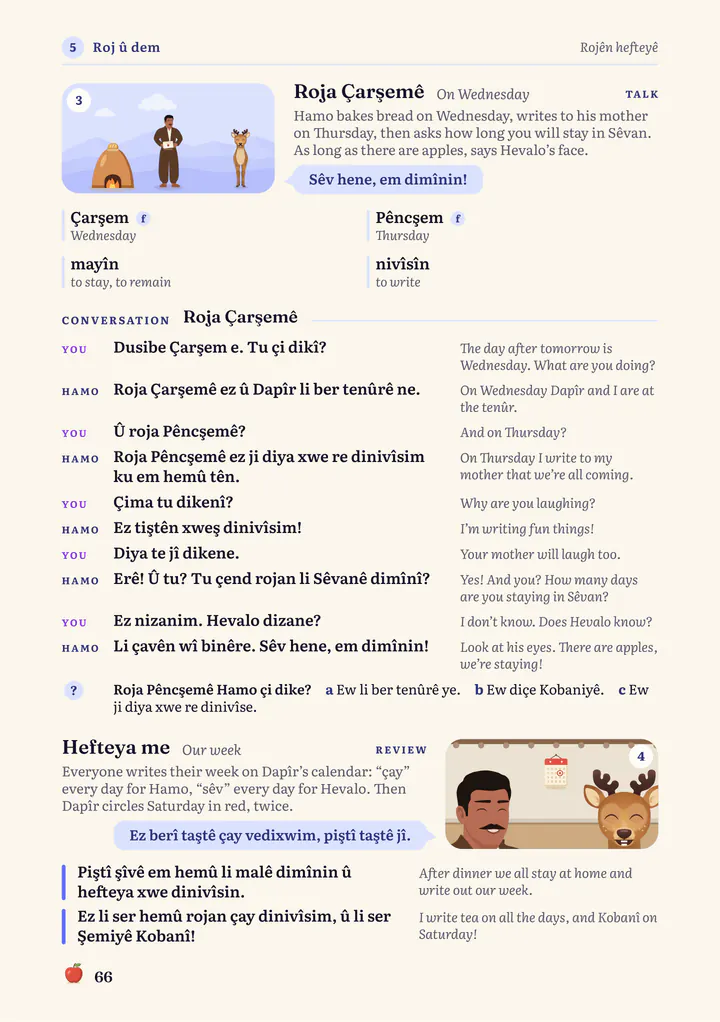 5 Roj û dem
Rojên hefteyê
3
Roja Çarşemê On Wednesday
TALK
Hamo bakes bread on Wednesday, writes to his mother
on Thursday, then asks how long you will stay in Sêvan.
As long as there are apples, says Hevalo’s face.
Sêv hene, em dimînin!
Çarşem f
Wednesday
Pêncşem f
Thursday
mayîn
to stay, to remain
nivîsîn
to write
CONVERSATION Roja Çarşemê
YOU Dusibe Çarşem e. Tu çi dikî?
The day after tomorrow is
Wednesday. What are you doing?
HAMO Roja Çarşemê ez û Dapîr li ber tenûrê ne.
On Wednesday Dapîr and I are at
the tenûr.
YOU Û roja Pêncşemê?
And on Thursday?
HAMO Roja Pêncşemê ez ji diya xwe re dinivîsim
ku em hemû tên.
On Thursday I write to my
mother that we’re all coming.
YOU Çima tu dikenî?
Why are you laughing?
HAMO Ez tiştên xweş dinivîsim!
I’m writing fun things!
YOU Diya te jî dikene.
Your mother will laugh too.
HAMO Erê! Û tu? Tu çend rojan li Sêvanê dimînî?
Yes! And you? How many days
are you staying in Sêvan?
YOU Ez nizanim. Hevalo dizane?
I don’t know. Does Hevalo know?
HAMO Li çavên wî binêre. Sêv hene, em dimînin!
Look at his eyes. There are apples,
we’re staying!
? Roja Pêncşemê Hamo çi dike? a Ew li ber tenûrê ye. b Ew diçe Kobaniyê. c Ew
ji diya xwe re dinivîse.
Hefteya me Our week
REVIEW
Everyone writes their week on Dapîr’s calendar: “çay”
every day for Hamo, “sêv” every day for Hevalo. Then
Dapîr circles Saturday in red, twice.
Ez berî taştê çay vedixwim, piştî taştê jî.
4
Piştî şîvê em hemû li malê dimînin û
hefteya xwe dinivîsin.
After dinner we all stay at home and
write out our week.
Ez li ser hemû rojan çay dinivîsim, û li ser
Şemiyê Kobanî!
I write tea on all the days, and Kobanî on
Saturday!
66